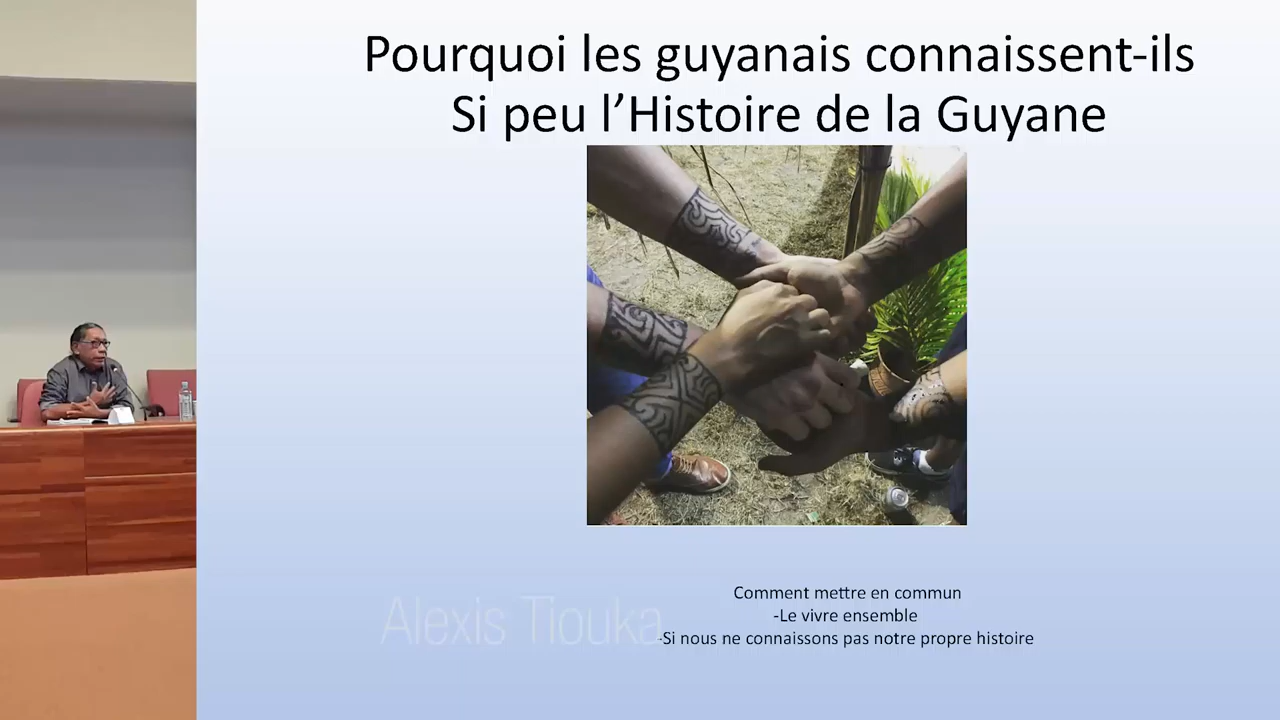 Pourquoi les guyanais connaissent-ils
Si peu l’Histoire de la Guyane
Comment mettre en commun
-Le vivre ensemble
-Si nous ne connaissons pas notre propre histoire
Alexis Tiouka